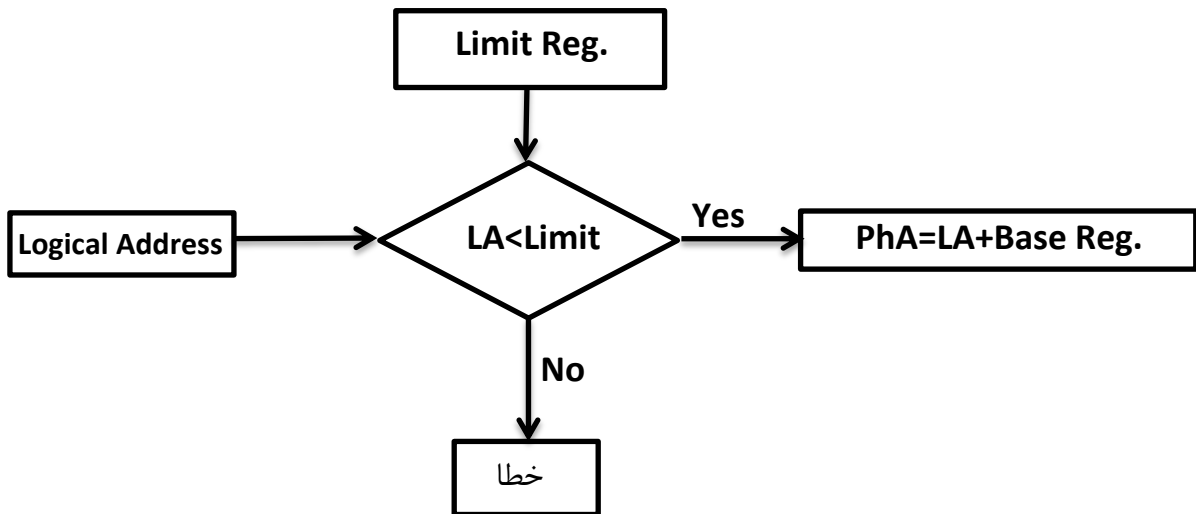 Limit Reg.
Logical Address
LA<Limit
Yes
PhA=LA+Base Reg.
No
خطا